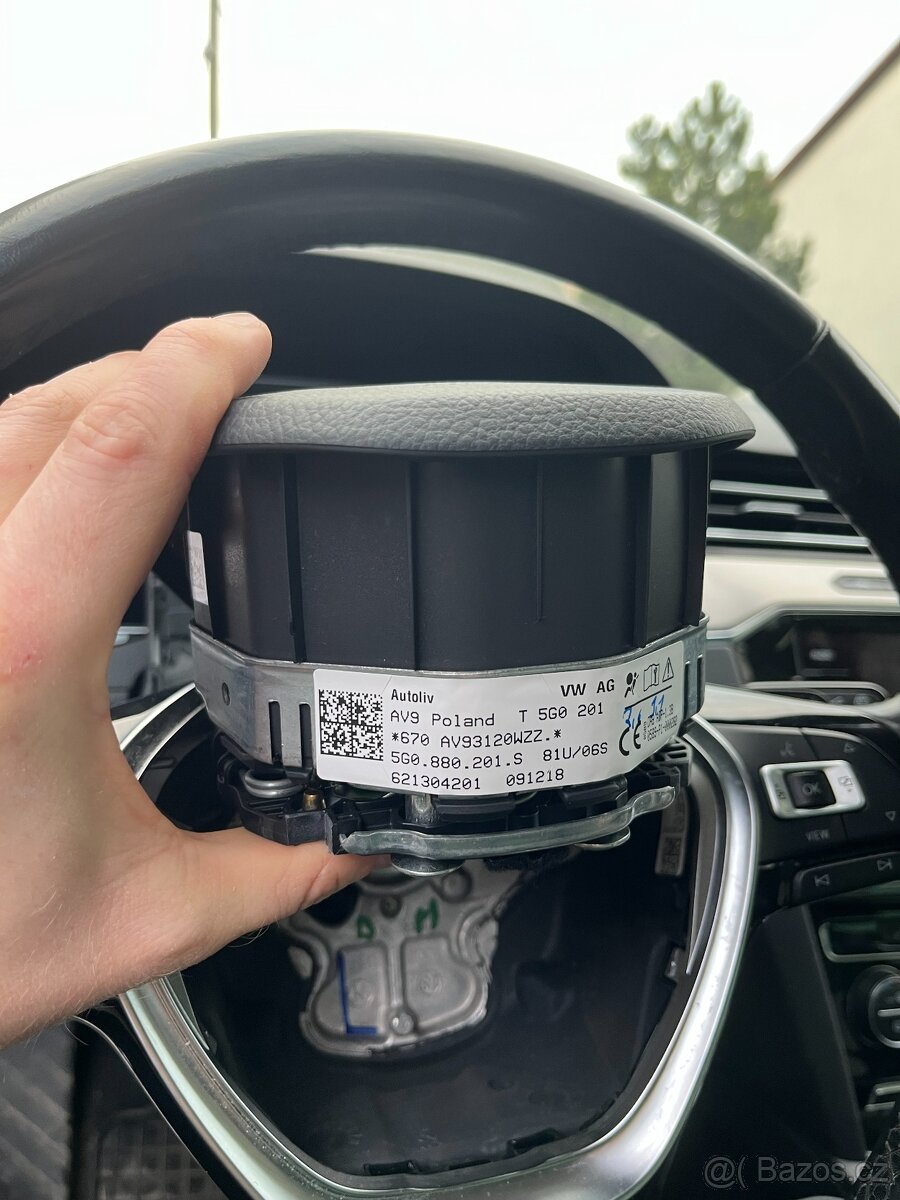 Autoliv VW AG
AV9 Poland T 5G0 201
*670 AV93120WZZ.*
5G0.880.201.S 81U/06S
621304201 091218
CE
OK
VIEW
@( Bazos.cz